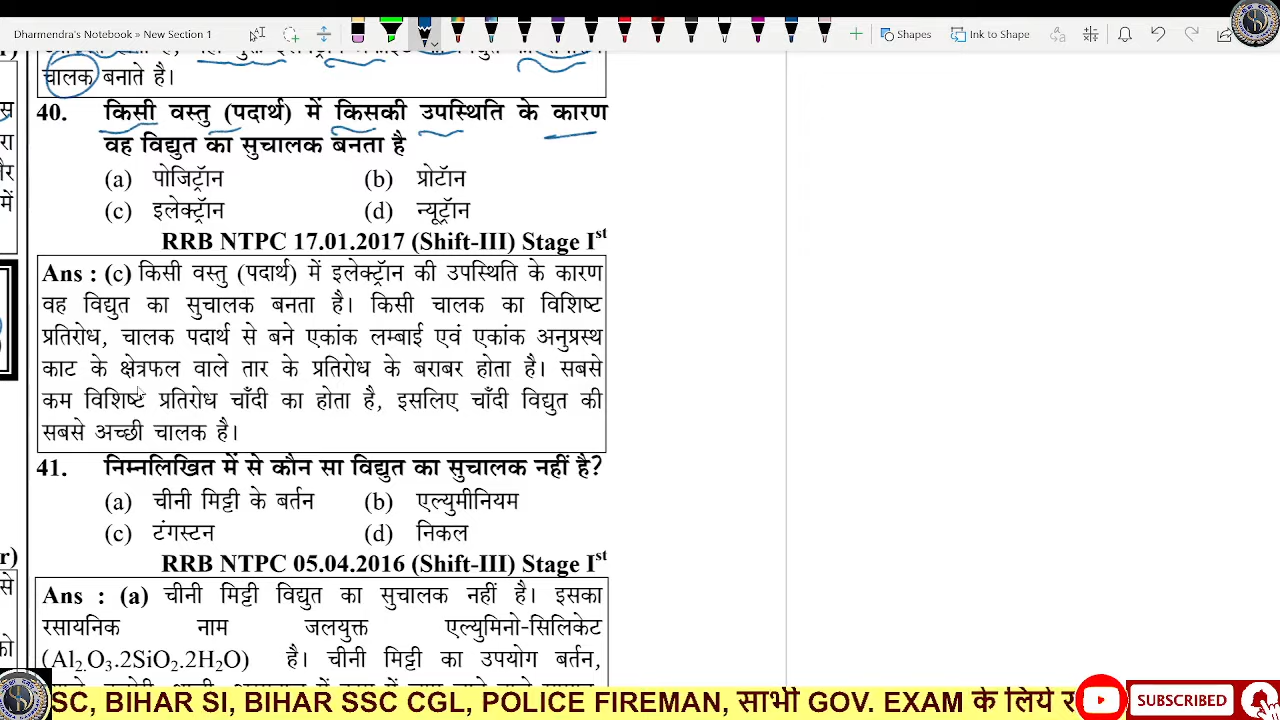 Dharmendra's Notebook » New Section 1
Shapes
Ink to Shape
चालक बनाते है।
40. किसी वस्तु (पदार्थ) में किसकी उपस्थिति के कारण
वह विद्युत का सुचालक बनता है
(a) पोजिट्रॉन (b) प्रोटॉन
(c) इलेक्ट्रॉन (d) न्यूट्रॉन
RRB NTPC 17.01.2017 (Shift-III) Stage Ist
Ans : (c) किसी वस्तु (पदार्थ) में इलेक्ट्रॉन की उपस्थिति के कारण
वह विद्युत का सुचालक बनता है। किसी चालक का विशिष्ट
प्रतिरोध, चालक पदार्थ से बने एकांक लम्बाई एवं एकांक अनुप्रस्थ
काट के क्षेत्रफल वाले तार के प्रतिरोध के बराबर होता है। सबसे
कम विशिष्ट प्रतिरोध चाँदी का होता है, इसलिए चाँदी विद्युत की
सबसे अच्छी चालक है।
41. निम्नलिखित में से कौन सा विद्युत का सुचालक नहीं है?
(a) चीनी मिट्टी के बर्तन (b) एल्युमीनियम
(c) टंगस्टन (d) निकल
RRB NTPC 05.04.2016 (Shift-III) Stage Ist
Ans : (a) चीनी मिट्टी विद्युत का सुचालक नहीं है। इसका
रसायनिक नाम जलयुक्त एल्युमिनो-सिलिकेट
(Al2.O3.2SiO2.2H2O) है। चीनी मिट्टी का उपयोग बर्तन,
SC, BIHAR SI, BIHAR SSC CGL, POLICE FIREMAN, साभी GOV. EXAM के लिये
SUBSCRIBED